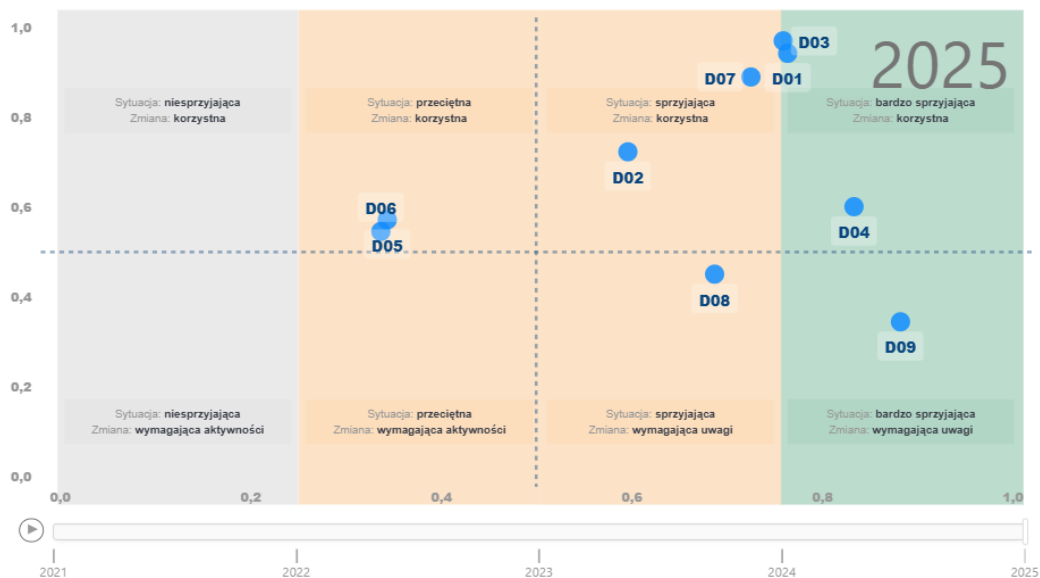 1,0
D03
2025
D07
D01
Sytuacja: niesprzyjająca
Zmiana: korzystna
Sytuacja: przeciętna
Zmiana: korzystna
Sytuacja: sprzyjająca
Zmiana: korzystna
Sytuacja: bardzo sprzyjająca
Zmiana: korzystna
0,8
D02
0,6
D06
D05
D04
0,4
D08
D09
0,2
Sytuacja: niesprzyjająca
Zmiana: wymagająca aktywności
Sytuacja: przeciętna
Zmiana: wymagająca aktywności
Sytuacja: sprzyjająca
Zmiana: wymagająca uwagi
Sytuacja: bardzo sprzyjająca
Zmiana: wymagająca uwagi
0,0
0,0 0,2 0,4 0,6 0,8 1,0
2021 2022 2023 2024 2025